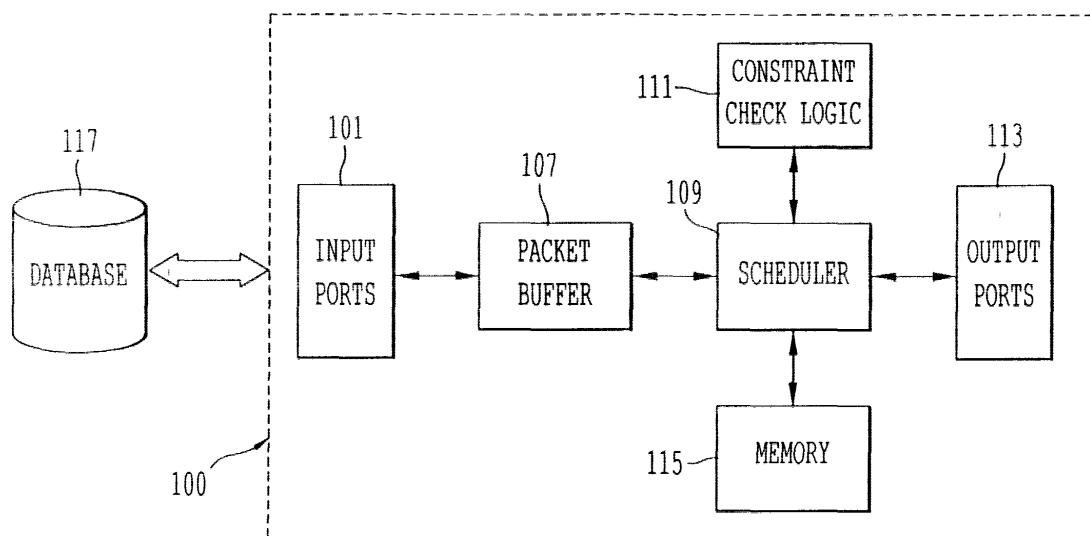 CONSTRAINT
CHECK LOGIC
111
101
117
107
109
113
DATABASE
INPUT
PORTS
PACKET
BUFFER
SCHEDULER
OUTPUT
PORTS
100
115
MEMORY